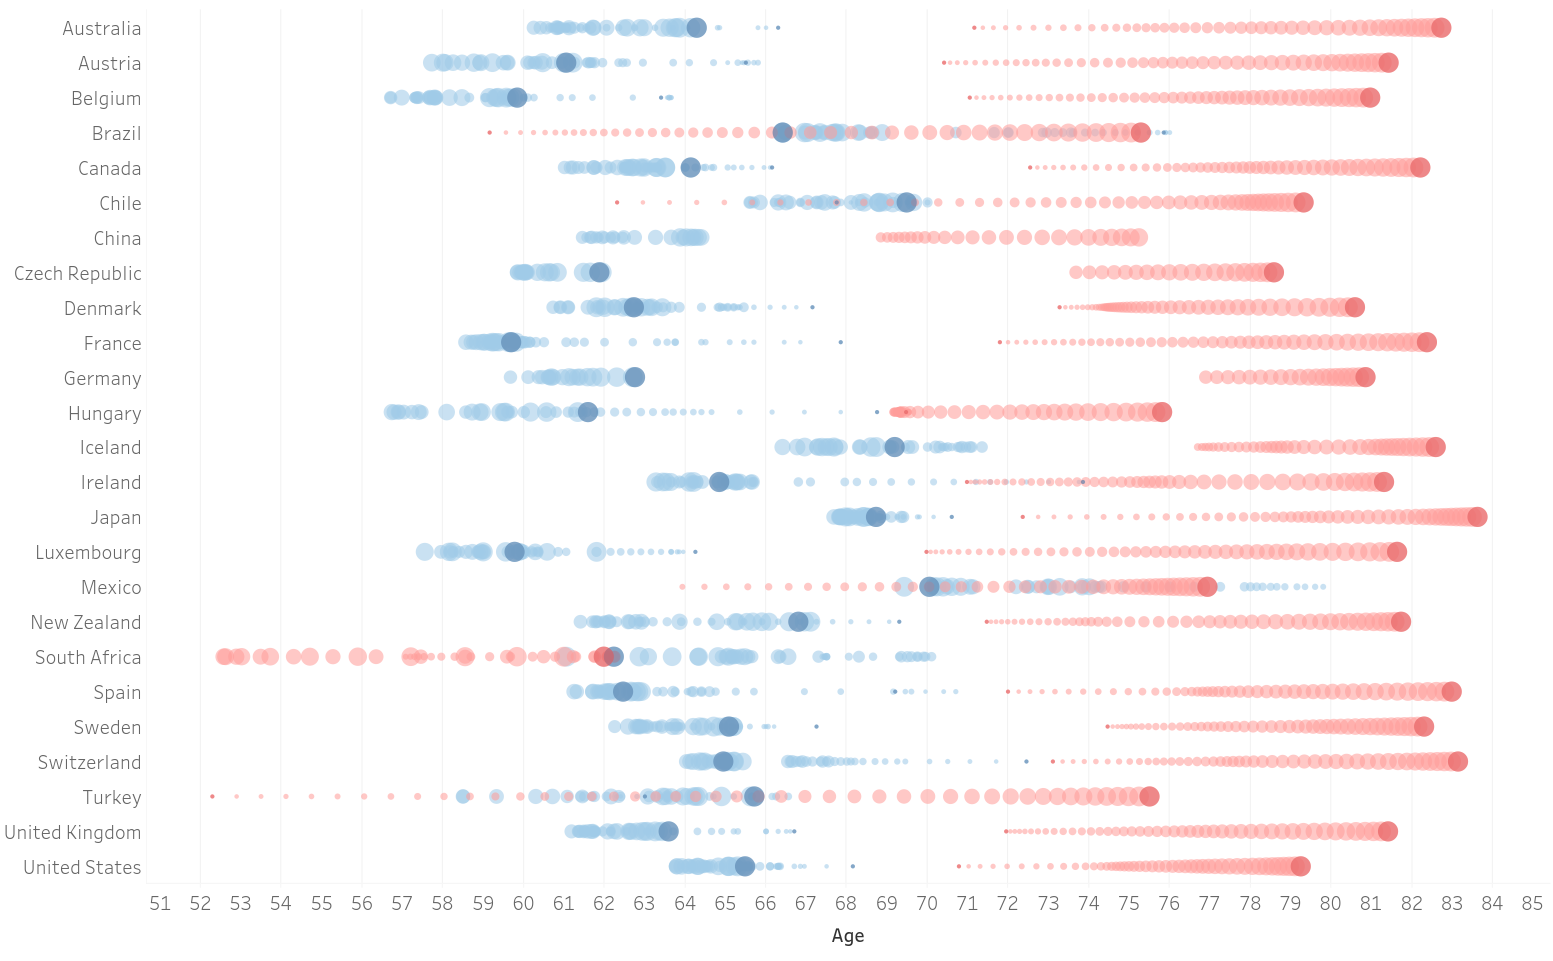 Australia
Austria
Belgium
Brazil
Canada
Chile
China
Czech Republic
Denmark
France
Germany
Hungary
Iceland
Ireland
Japan
Luxembourg
Mexico
New Zealand
South Africa
Spain
Sweden
Switzerland
Turkey
United Kingdom
United States
51 52 53 54 55 56 57 58 59 60 61 62 63 64 65 66 67 68 69 70 71 72 73 74 75 76 77 78 79 80 81 82 83 84 85
Age